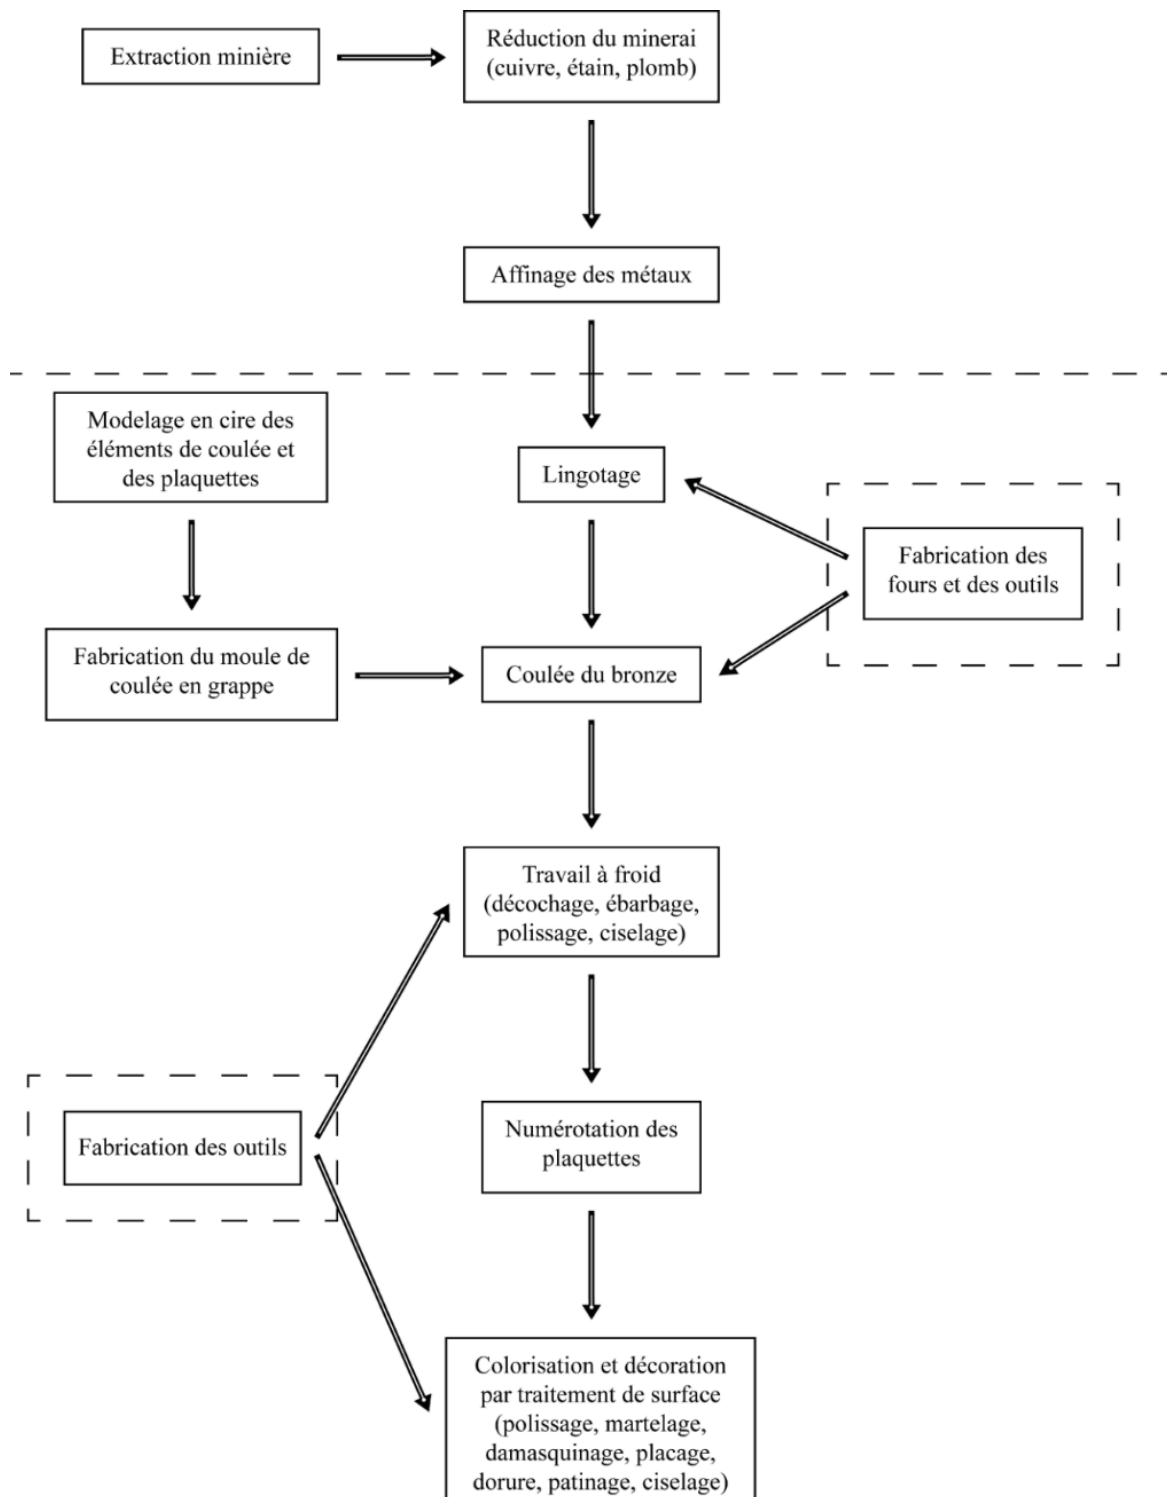 Extraction minière
Réduction du minerai
(cuivre, étain, plomb)
Affinage des métaux
Modelage en cire des
éléments de coulée et
des plaquettes
Lingotage
Fabrication des
fours et des outils
Fabrication du moule de
coulée en grappe
Coulée du bronze
Travail à froid
(décochage, ébarbage,
polissage, ciselage)
Fabrication des outils
Numérotation des
plaquettes
Colorisation et décoration
par traitement de surface
(polissage, martelage,
damasquinage, placage,
dorure, patinage, ciselage)